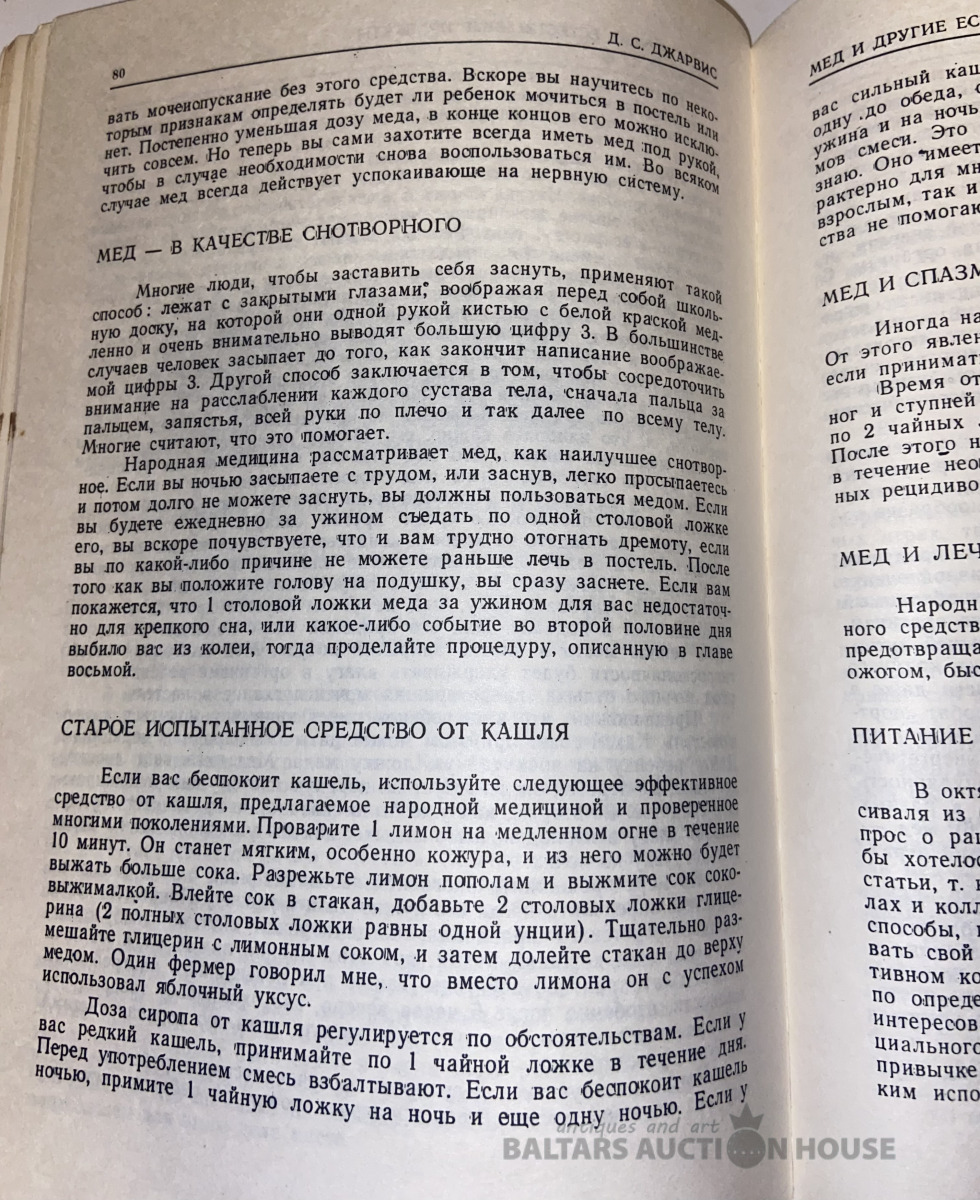 80
Д. С. ДЖАРВИС
вать мочеиспускание без этого средства. Вскоре вы научитесь по неко-
торым признакам определять будет ли ребенок мочиться в постель или
нет. Постепенно уменьшая дозу меда, в конце концов его можно исклю-
чить совсем. Но теперь вы сами захотите всегда иметь мед под рукой,
чтобы в случае необходимости снова воспользоваться им. Во всяком
случае мед всегда действует успокаивающе на нервную систему.
МЕД — В КАЧЕСТВЕ СНОТВОРНОГО
Многие люди, чтобы заставить себя заснуть, применяют такой
способ: лежат с закрытыми глазами, воображая перед собой школь-
ную доску, на которой они одной рукой кистью с белой краской мед-
ленно и очень внимательно выводят большую цифру 3. В большинстве
случаев человек засыпает до того, как закончит написание воображае-
мой цифры 3. Другой способ заключается в том, чтобы сосредоточить
внимание на расслаблении каждого сустава тела, сначала пальца за
пальцем, запястья, всей руки по плечо и так далее по всему телу.
Многие считают, что это помогает.
Народная медицина рассматривает мед, как наилучшее снотвор-
ное. Если вы ночью засыпаете с трудом, или заснув, легко просыпаетесь
и потом долго не можете заснуть, вы должны пользоваться медом. Если
вы будете ежедневно за ужином съедать по одной столовой ложке
его, вы вскоре почувствуете, что и вам трудно отогнать дремоту, если
вы по какой-либо причине не можете раньше лечь в постель. После
того как вы положите голову на подушку, вы сразу заснете. Если вам
покажется, что 1 столовой ложки меда за ужином для вас недостаточ-
но для крепкого сна, или какое-либо событие во второй половине дня
выбило вас из колеи, тогда проделайте процедуру, описанную в главе
восьмой.
СТАРОЕ ИСПЫТАННОЕ СРЕДСТВО ОТ КАШЛЯ
Если вас беспокоит кашель, используйте следующее эффективное
средство от кашля, предлагаемое народной медициной и проверенное
многими поколениями. Проварите 1 лимон на медленном огне в течение
10 минут. Он станет мягким, особенно кожура, и из него можно будет
выжать больше сока. Разрежьте лимон пополам и выжмите сок соко-
выжималкой. Влейте сок в стакан, добавьте 2 столовых ложки глице-
рина (2 полных столовых ложки равны одной унции). Тщательно раз-
мешайте глицерин с лимонным соком, и затем долейте стакан до верху
медом. Один фермер говорил мне, что вместо лимона он с успехом
использовал яблочный уксус.
Доза сиропа от кашля регулируется по обстоятельствам. Если у
вас редкий кашель, принимайте по 1 чайной ложке в течение дня.
Перед употреблением смесь взбалтывают. Если вас беспокоит кашель
ночью, примите 1 чайную ложку на ночь и еще одну ночью. Если у
МЕД И ДРУГИЕ ЕС
вас сильный каш
одну до обеда,
ужина и на ночь
мов смеси. Это
знаю. Оно имеет
рактерно для мн
взрослым, так и
ства не помогаю
МЕД И СПАЗМ
Иногда на
От этого явлен
если принимат
Время от
ног и ступней
по 2 чайных
После этого н
в течение нео
ных рецидиво
МЕД И ЛЕЧ
Народн
ного средств
предотвраща
ожогом, быс
ПИТАНИЕ
В октя
сиваля из
прос о рац
бы хотелос
статьи, т.
лах и колл
способы,
вать свой
тивном ко
по опреде
интересов
циального
привычке
ким испо
antiques and art
BALTARS AUCTION HOUSE